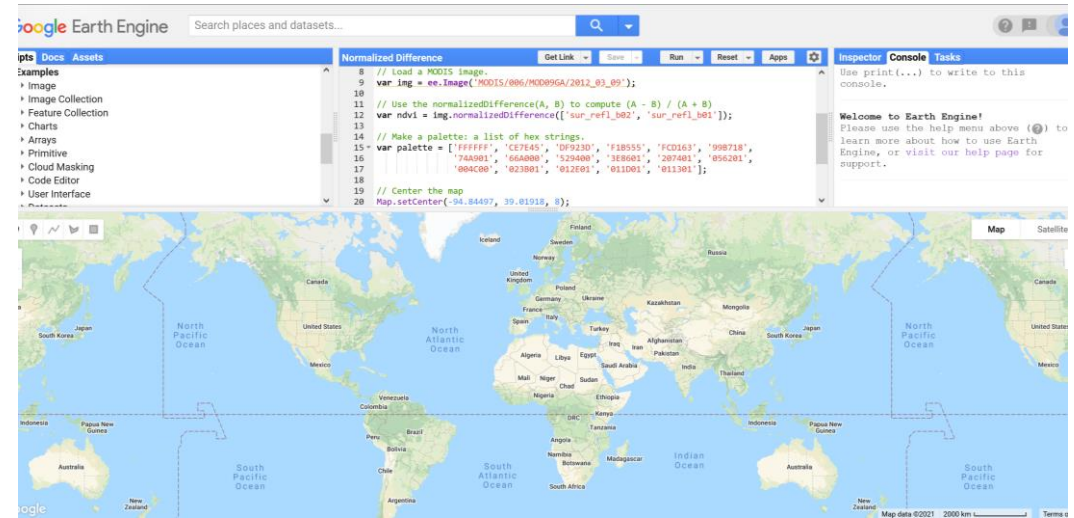 Google Earth Engine
Search places and datasets...
ipts Docs Assets
Examples
Image
Image Collection
Feature Collection
Charts
Arrays
Primitive
Cloud Masking
Code Editor
User Interface
Datasets
Normalized Difference
Get Link
Save
Run
Reset
Apps
8 // Load a MODIS image.
9 var img = ee.Image('MODIS/006/MOD09GA/2012_03_09');
10
11 // Use the normalizedDifference(A, B) to compute (A - B) / (A + B)
12 var ndvi = img.normalizedDifference(['sur_refl_b02', 'sur_refl_b01']);
13
14 // Make a palette: a list of hex strings.
15 var palette = ['FFFFFF', 'CE7E45', 'DF923D', 'F1B555', 'FCD163', '99B718',
16 '74A901', '66A000', '529400', '3E8601', '207401', '056201',
17 '004C00', '023B01', '012E01', '011D01', '011301'];
18
19 // Center the map
20 Map.setCenter(-94.84497, 39.01918, 8);
Inspector Console Tasks
Use print(...) to write to this
console.
Welcome to Earth Engine!
Please use the help menu above (?) to
learn more about how to use Earth
Engine, or visit our help page for
support.
Map Satellite
Iceland
Finland
Sweden
Norway
Russia
Canada
Canada
United
Kingdom
Poland
Germany
Ukraine
Kazakhstan
Mongolia
France
Italy
Spain
Turkey
Japan
South Korea
North
Pacific
Ocean
United States
North
Atlantic
Ocean
Iraq
Iran
Afghanistan
Pakistan
China
South Korea
Japan
North
Pacific
Ocean
United States
Algeria
Libya
Egypt
Saudi Arabia
India
Mexico
Mexico
Mali
Niger
Chad
Sudan
Thailand
Nigeria
Ethiopia
Venezuela
Colombia
DRC
Kenya
Tanzania
Indonesia
Papua New
Guinea
Indonesia
Papua New
Guinea
Peru
Brazil
Bolivia
Angola
Namibia
Botswana
Madagascar
Indian
Ocean
Australia
South
Pacific
Ocean
Chile
South
Atlantic
Ocean
South Africa
Australia
South
Pacific
Ocean
Argentina
New
Zealand
New
Zealand
oogle
Map data ©2021
2000 km
Terms o